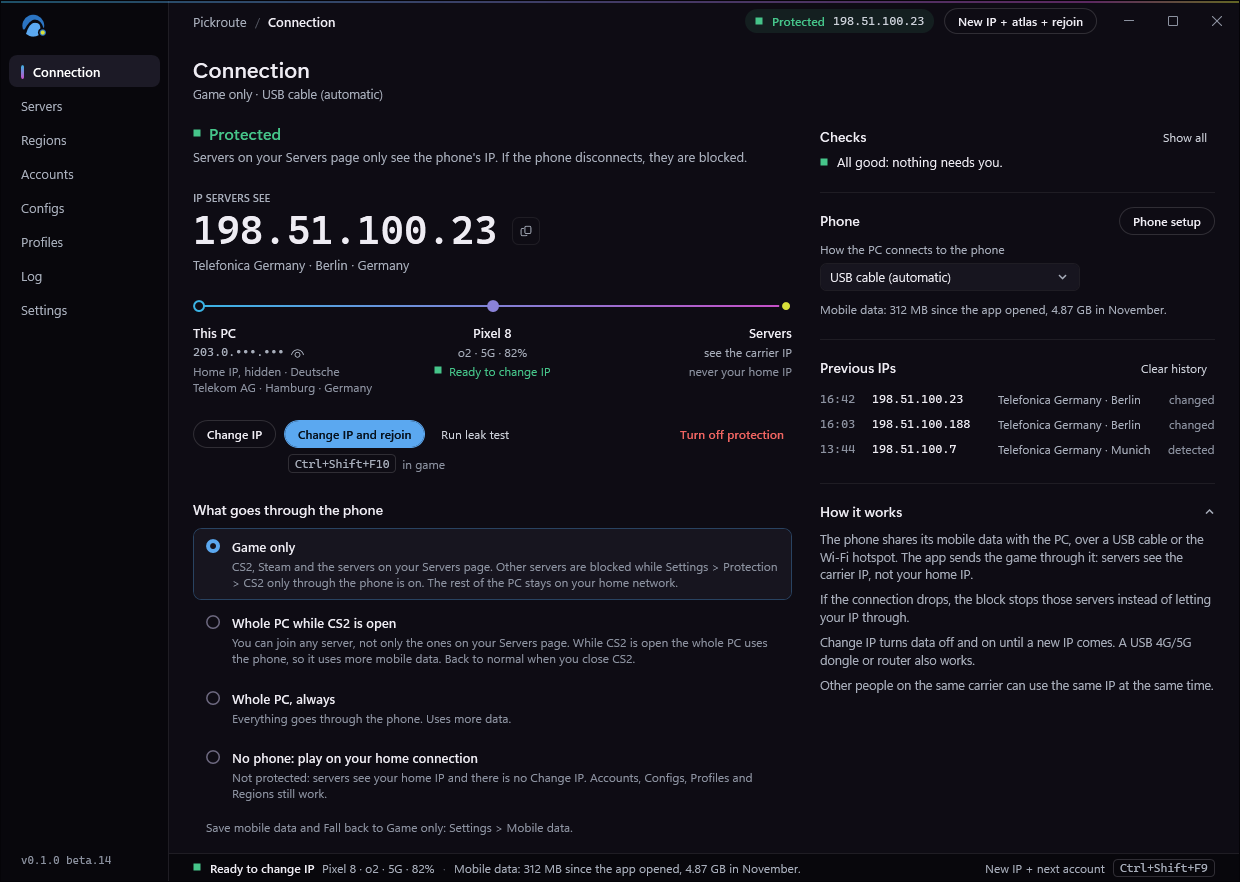 Pickroute / Connection
Protected 198.51.100.23
New IP + atlas + rejoin
Connection
Servers
Regions
Accounts
Configs
Profiles
Log
Settings
v0.1.0 beta.14
Connection
Game only · USB cable (automatic)
Protected
Servers on your Servers page only see the phone's IP. If the phone disconnects, they are blocked.
IP SERVERS SEE
198.51.100.23
Telefonica Germany · Berlin · Germany
This PC
203.0.•••.•••
Home IP, hidden · Deutsche
Telekom AG · Hamburg · Germany
Pixel 8
o2 · 5G · 82%
Ready to change IP
Servers
see the carrier IP
never your home IP
Change IP
Change IP and rejoin
Run leak test
Turn off protection
Ctrl+Shift+F10 in game
What goes through the phone
Game only
CS2, Steam and the servers on your Servers page. Other servers are blocked while Settings > Protection
> CS2 only through the phone is on. The rest of the PC stays on your home network.
Whole PC while CS2 is open
You can join any server, not only the ones on your Servers page. While CS2 is open the whole PC uses
the phone, so it uses more mobile data. Back to normal when you close CS2.
Whole PC, always
Everything goes through the phone. Uses more data.
No phone: play on your home connection
Not protected: servers see your home IP and there is no Change IP. Accounts, Configs, Profiles and
Regions still work.
Save mobile data and Fall back to Game only: Settings > Mobile data.
Checks
Show all
All good: nothing needs you.
Phone
Phone setup
How the PC connects to the phone
USB cable (automatic)
Mobile data: 312 MB since the app opened, 4.87 GB in November.
Previous IPs
Clear history
16:42 198.51.100.23 Telefonica Germany · Berlin changed
16:03 198.51.100.188 Telefonica Germany · Berlin changed
13:44 198.51.100.7 Telefonica Germany · Munich detected
How it works
The phone shares its mobile data with the PC, over a USB cable or the
Wi-Fi hotspot. The app sends the game through it: servers see the
carrier IP, not your home IP.
If the connection drops, the block stops those servers instead of letting
your IP through.
Change IP turns data off and on until a new IP comes. A USB 4G/5G
dongle or router also works.
Other people on the same carrier can use the same IP at the same time.
Ready to change IP Pixel 8 · o2 · 5G · 82% · Mobile data: 312 MB since the app opened, 4.87 GB in November.
New IP + next account Ctrl+Shift+F9